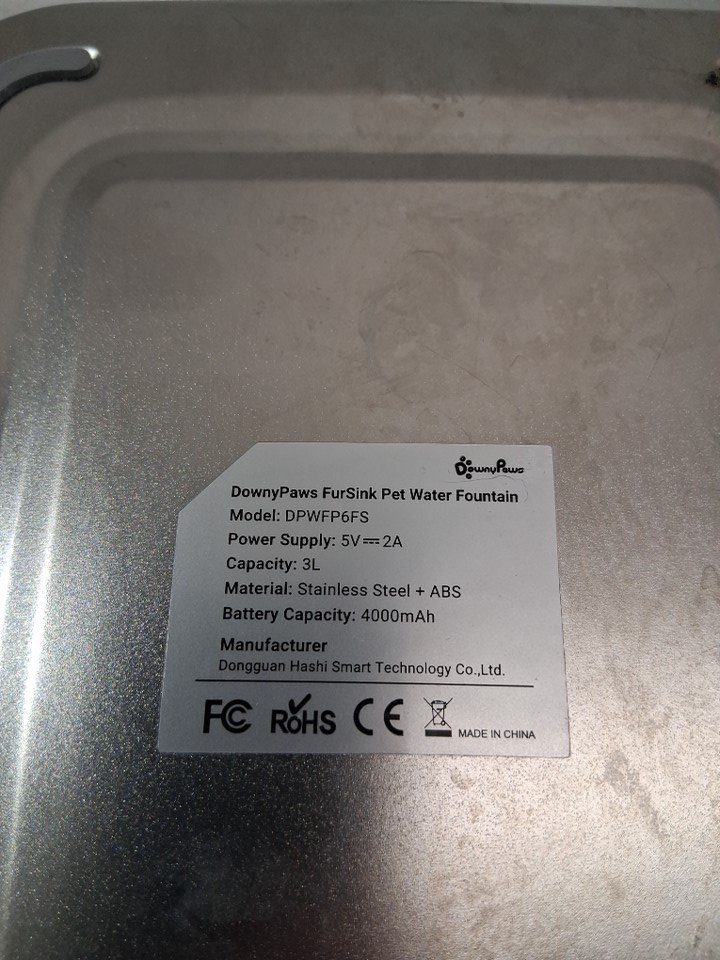 DownyPaws
DownyPaws FurSink Pet Water Fountain
Model: DPWFP6FS
Power Supply: 5V⎓2A
Capacity: 3L
Material: Stainless Steel + ABS
Battery Capacity: 4000mAh
Manufacturer
Dongguan Hashi Smart Technology Co.,Ltd.
FC RoHS CE MADE IN CHINA